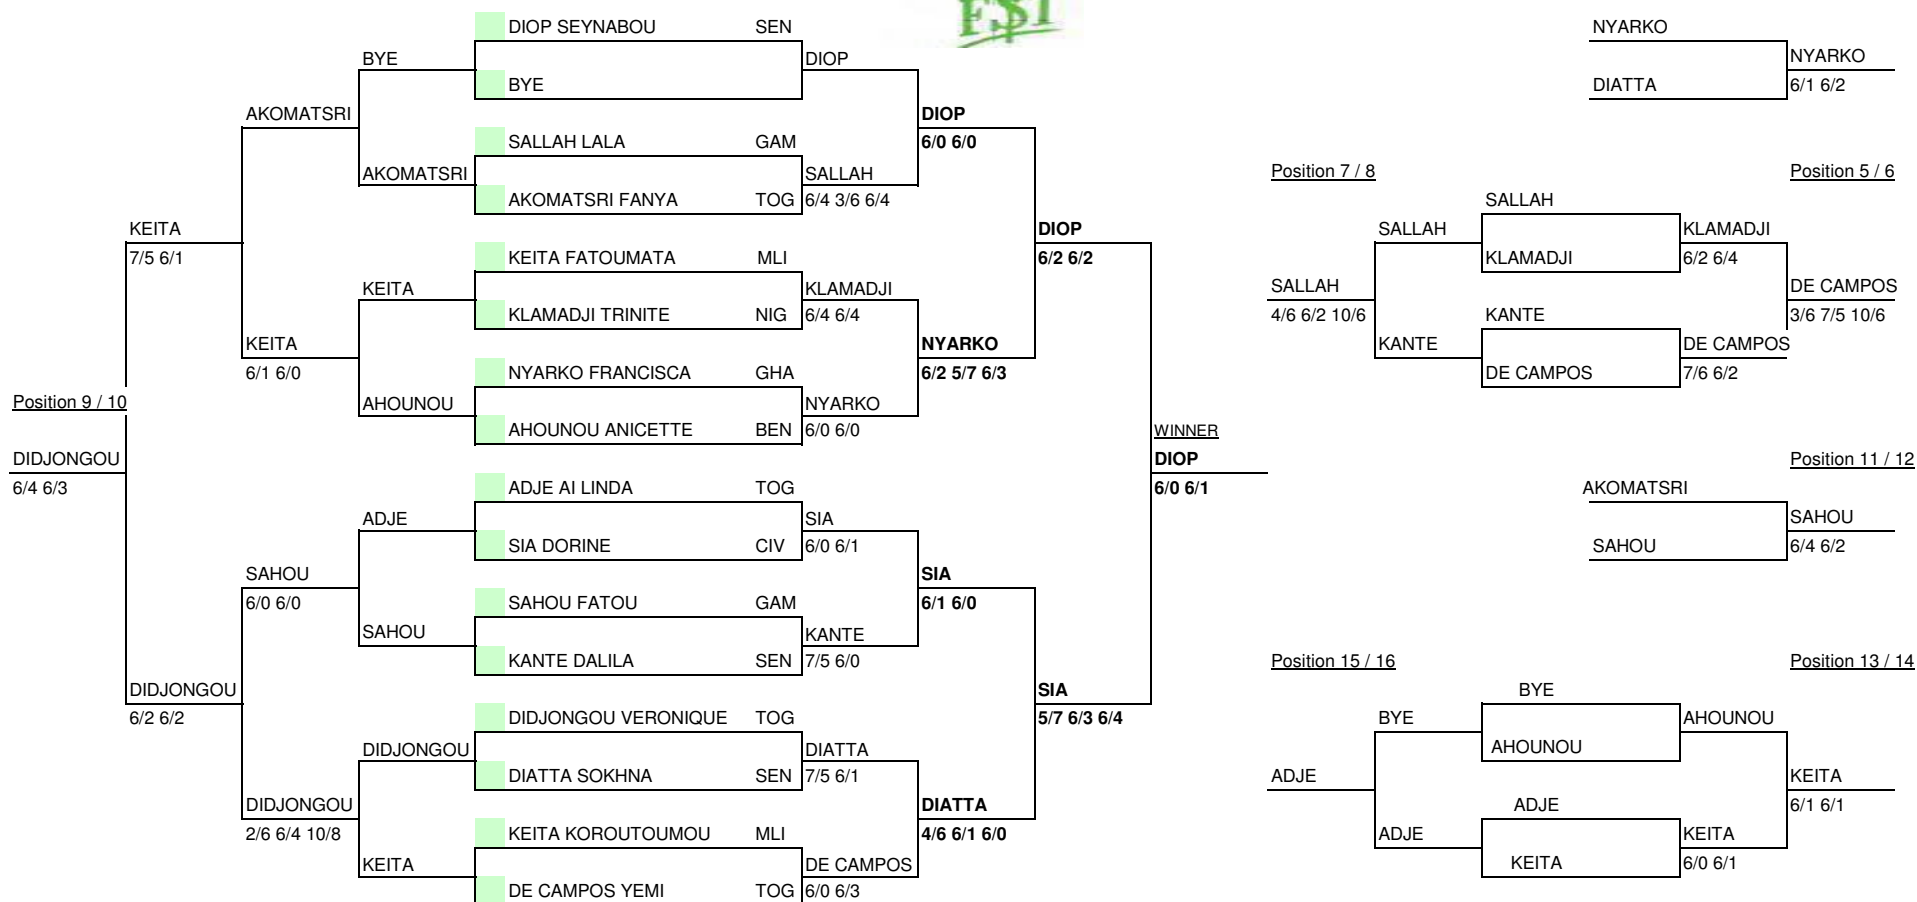 FST
DIOP SEYNABOU SEN
NYARKO
BYE
DIOP
NYARKO
BYE
DIATTA
6/1 6/2
AKOMATSRI
DIOP
SALLAH LALA GAM
6/0 6/0
AKOMATSRI
SALLAH
Position 7 / 8
Position 5 / 6
AKOMATSRI FANYA TOG
6/4 3/6 6/4
SALLAH
KEITA
DIOP
SALLAH
KLAMADJI
7/5 6/1
KEITA FATOUMATA MLI
6/2 6/2
KLAMADJI
6/2 6/4
KEITA
KLAMADJI
SALLAH
DE CAMPOS
KLAMADJI TRINITE NIG
6/4 6/4
4/6 6/2 10/6
KANTE
3/6 7/5 10/6
KEITA
NYARKO
KANTE
DE CAMPOS
6/1 6/0
NYARKO FRANCISCA GHA
6/2 5/7 6/3
DE CAMPOS
7/6 6/2
Position 9 / 10
AHOUNOU
NYARKO
AHOUNOU ANICETTE BEN
6/0 6/0
WINNER
DIDJONGOU
DIOP
Position 11 / 12
6/4 6/3
ADJE AI LINDA TOG
6/0 6/1
AKOMATSRI
ADJE
SIA
SAHOU
SIA DORINE CIV
6/0 6/1
SAHOU
6/4 6/2
SAHOU
SIA
6/0 6/0
SAHOU FATOU GAM
6/1 6/0
SAHOU
KANTE
KANTE DALILA SEN
7/5 6/0
Position 15 / 16
Position 13 / 14
DIDJONGOU
SIA
BYE
6/2 6/2
DIDJONGOU VERONIQUE TOG
5/7 6/3 6/4
BYE
AHOUNOU
DIDJONGOU
DIATTA
AHOUNOU
DIATTA SOKHNA SEN
7/5 6/1
ADJE
KEITA
DIDJONGOU
DIATTA
ADJE
6/1 6/1
2/6 6/4 10/8
KEITA KOROUTOUMOU MLI
4/6 6/1 6/0
ADJE
KEITA
KEITA
DE CAMPOS
KEITA
6/0 6/1
DE CAMPOS YEMI TOG
6/0 6/3